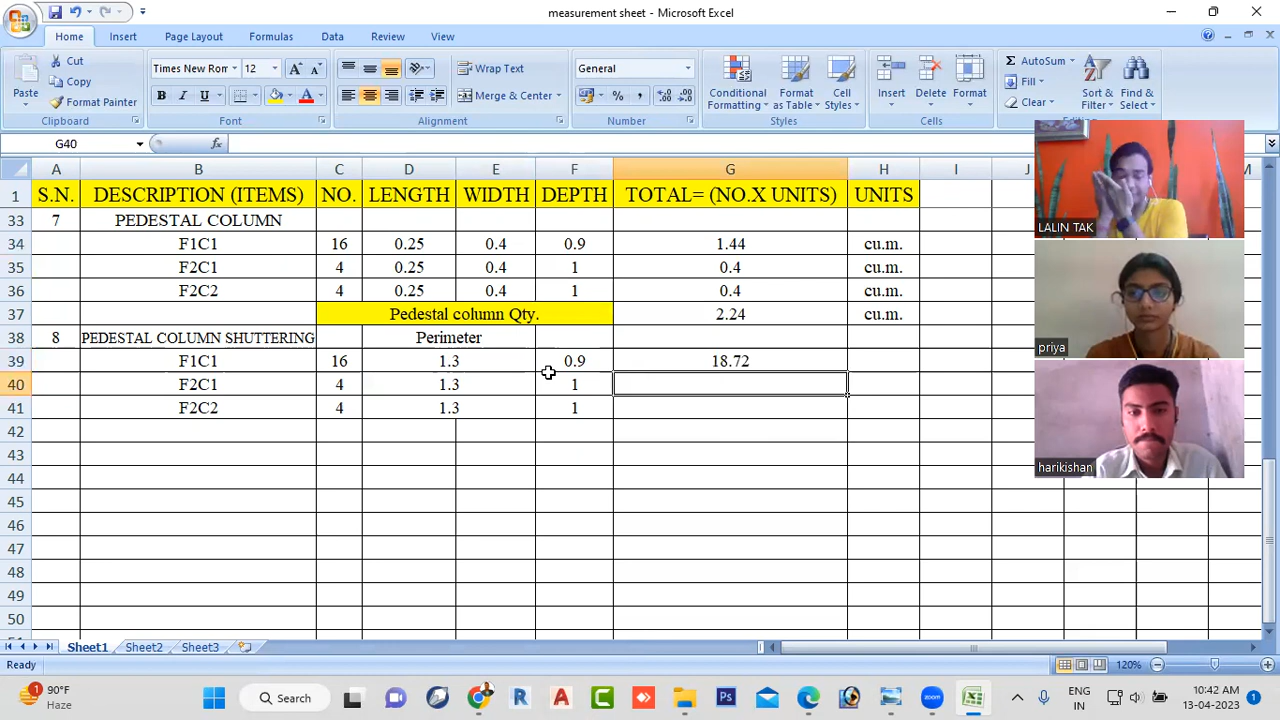 measurement sheet - Microsoft Excel
Home Insert Page Layout Formulas Data Review View
Cut
Copy
Format Painter
Paste
Clipboard
Times New Rom 12
B I U
Font
Wrap Text
Merge & Center
Alignment
General
Number
Conditional Formatting
Format as Table
Cell Styles
Styles
Insert Delete Format
Cells
AutoSum
Fill
Clear
Sort & Filter
Find & Select
G40 fx
A B C D E F G H I J M
1 S.N. DESCRIPTION (ITEMS) NO. LENGTH WIDTH DEPTH TOTAL= (NO.X UNITS) UNITS
33 7 PEDESTAL COLUMN
34 F1C1 16 0.25 0.4 0.9 1.44 cu.m.
35 F2C1 4 0.25 0.4 1 0.4 cu.m.
36 F2C2 4 0.25 0.4 1 0.4 cu.m.
37 Pedestal column Qty. 2.24 cu.m.
38 8 PEDESTAL COLUMN SHUTTERING Perimeter
39 F1C1 16 1.3 0.9 18.72
40 F2C1 4 1.3 1
41 F2C2 4 1.3 1
42
43
44
45
46
47
48
49
50
LALIN TAK
priya
harikishan
Sheet1 Sheet2 Sheet3
Ready 120%
1 90°F
Haze
Search
ENG
IN
10:42 AM
13-04-2023
1